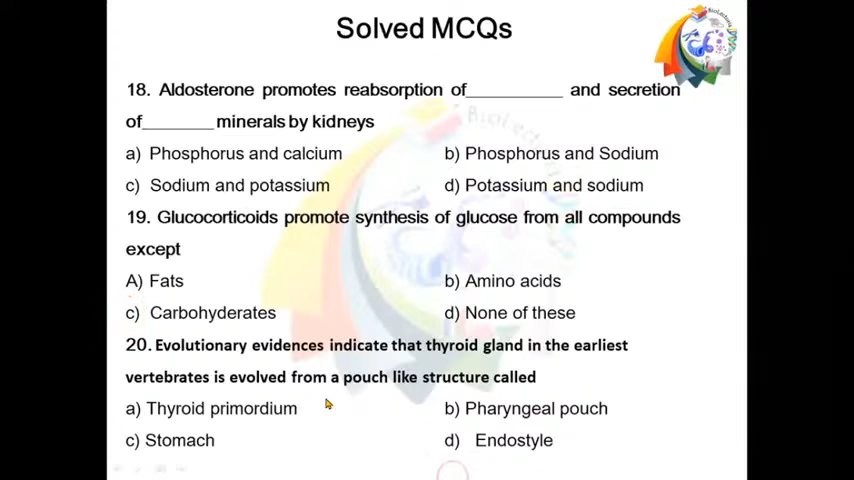 Solved MCQs
18. Aldosterone promotes reabsorption of__________ and secretion
of_______ minerals by kidneys
a) Phosphorus and calcium b) Phosphorus and Sodium
c) Sodium and potassium d) Potassium and sodium
19. Glucocorticoids promote synthesis of glucose from all compounds
except
A) Fats b) Amino acids
c) Carbohyderates d) None of these
20. Evolutionary evidences indicate that thyroid gland in the earliest
vertebrates is evolved from a pouch like structure called
a) Thyroid primordium b) Pharyngeal pouch
c) Stomach d) Endostyle